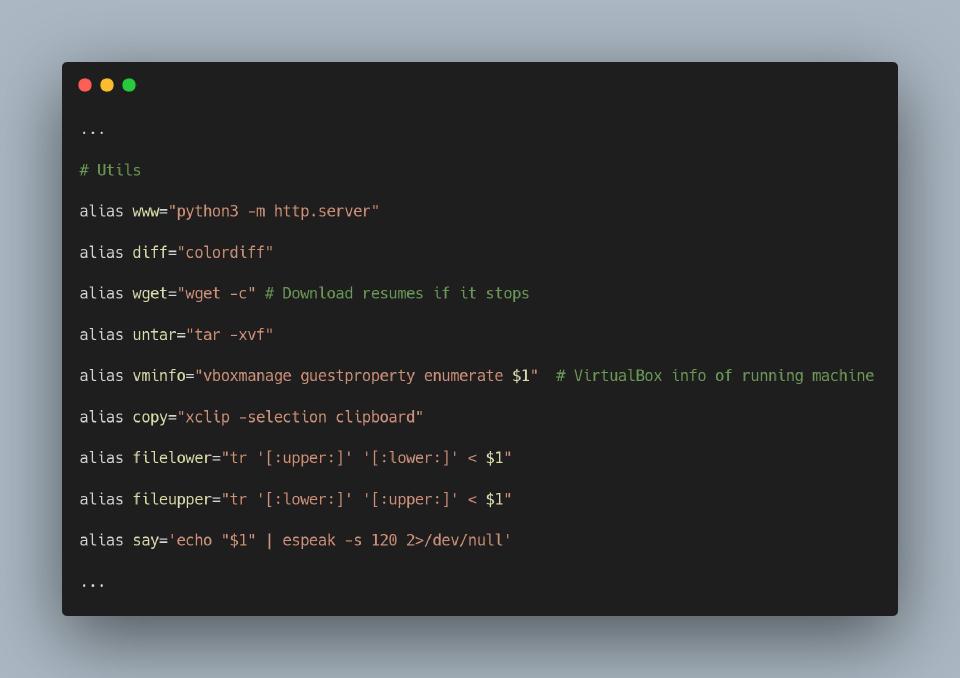 ...
# Utils
alias www="python3 -m http.server"
alias diff="colordiff"
alias wget="wget -c" # Download resumes if it stops
alias untar="tar -xvf"
alias vminfo="vboxmanage guestproperty enumerate $1"  # VirtualBox info of running machine
alias copy="xclip -selection clipboard"
alias filelower="tr '[:upper:]' '[:lower:]' < $1"
alias fileupper="tr '[:lower:]' '[:upper:]' < $1"
alias say='echo "$1" | espeak -s 120 2>/dev/null'
...